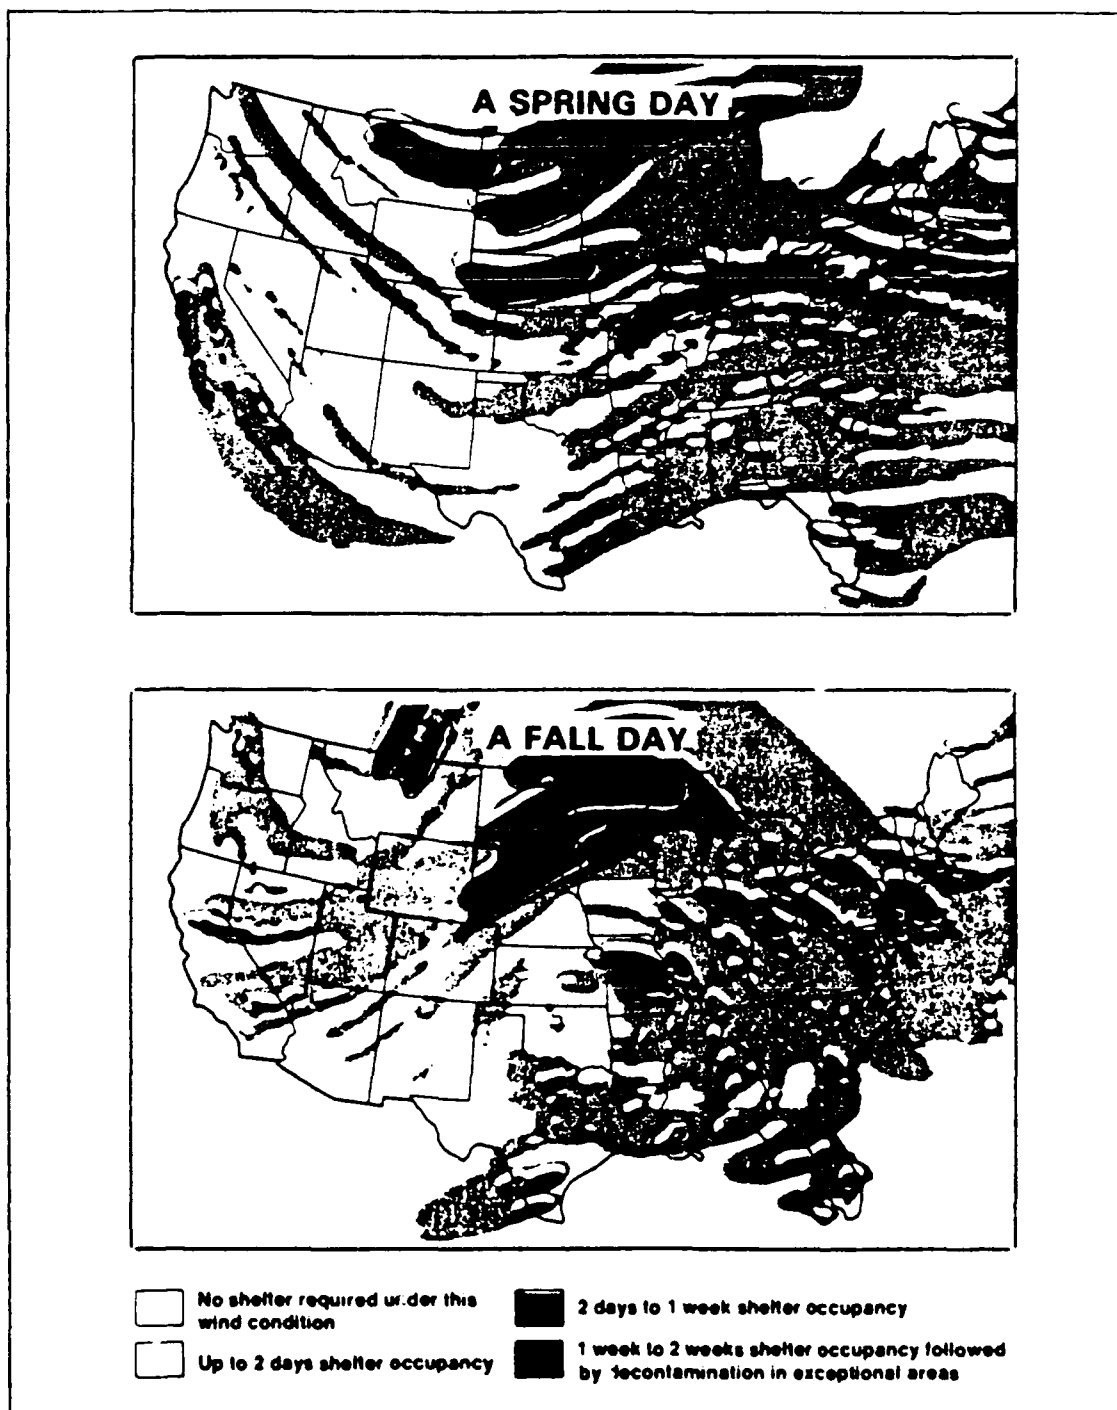 A SPRING DAY
A FALL DAY
No shelter required under this
wind condition
Up to 2 days shelter occupancy
2 days to 1 week shelter occupancy
1 week to 2 weeks shelter occupancy followed
by decontamination in exceptional areas